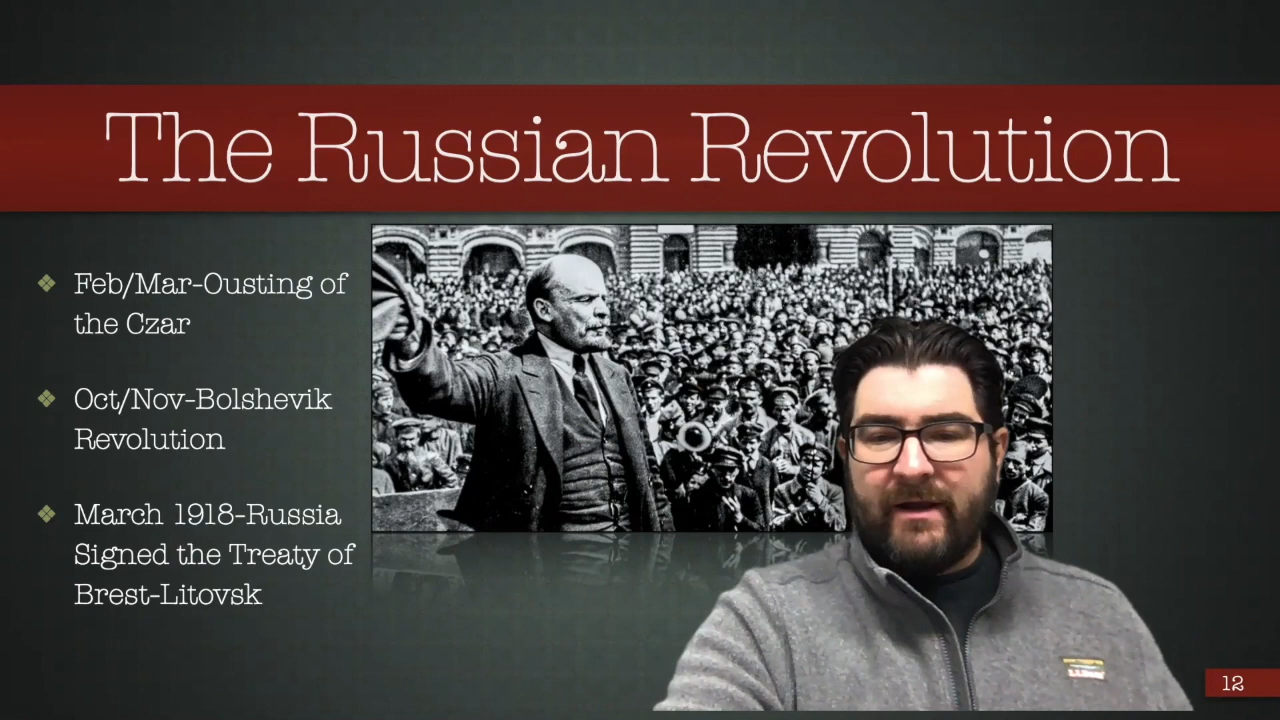 The Russian Revolution
Feb/Mar-Ousting of
the Czar
Oct/Nov-Bolshevik
Revolution
March 1918-Russia
Signed the Treaty of
Brest-Litovsk
12